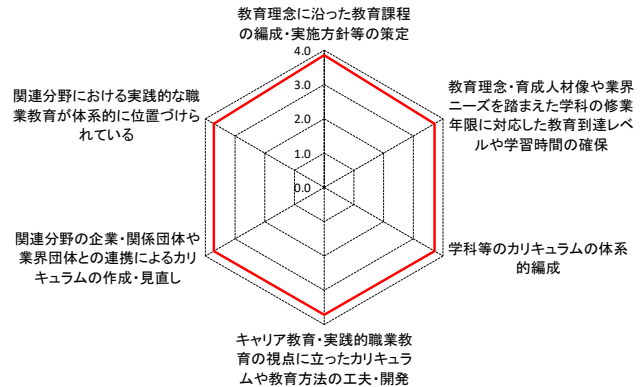 教育理念に沿った教育課程
の編成・実施方針等の策定
4.0
3.0
2.0
1.0
0.0
教育理念・育成人材像や業界
ニーズを踏まえた学科の修業
年限に対応した教育到達レベ
ルや学習時間の確保
学科等のカリキュラムの体系
的編成
キャリア教育・実践的職業教
育の視点に立ったカリキュラ
ムや教育方法の工夫・開発
関連分野の企業・関係団体や
業界団体との連携によるカリ
キュラムの作成・見直し
関連分野における実践的な職
業教育が体系的に位置づけら
れている